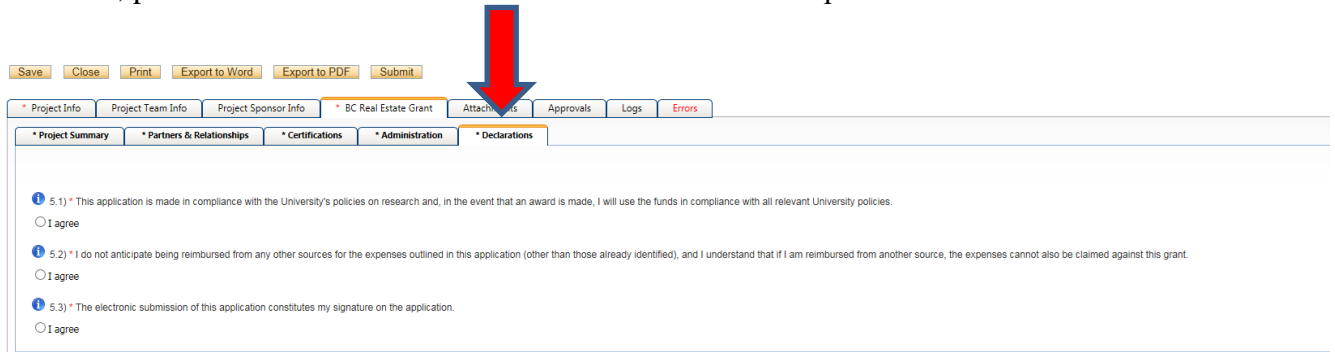 Save Close Print Export to Word Export to PDF Submit
* Project Info Project Team Info Project Sponsor Info * BC Real Estate Grant Approvals Logs Errors
* Project Summary * Partners & Relationships * Certifications * Administration * Declarations
5.1) * This application is made in compliance with the University's policies on research and, in the event that an award is made, I will use the funds in compliance with all relevant University policies.
I agree
5.2) * I do not anticipate being reimbursed from any other sources for the expenses outlined in this application (other than those already identified), and I understand that if I am reimbursed from another source, the expenses cannot also be claimed against this grant.
I agree
5.3) * The electronic submission of this application constitutes my signature on the application.
I agree